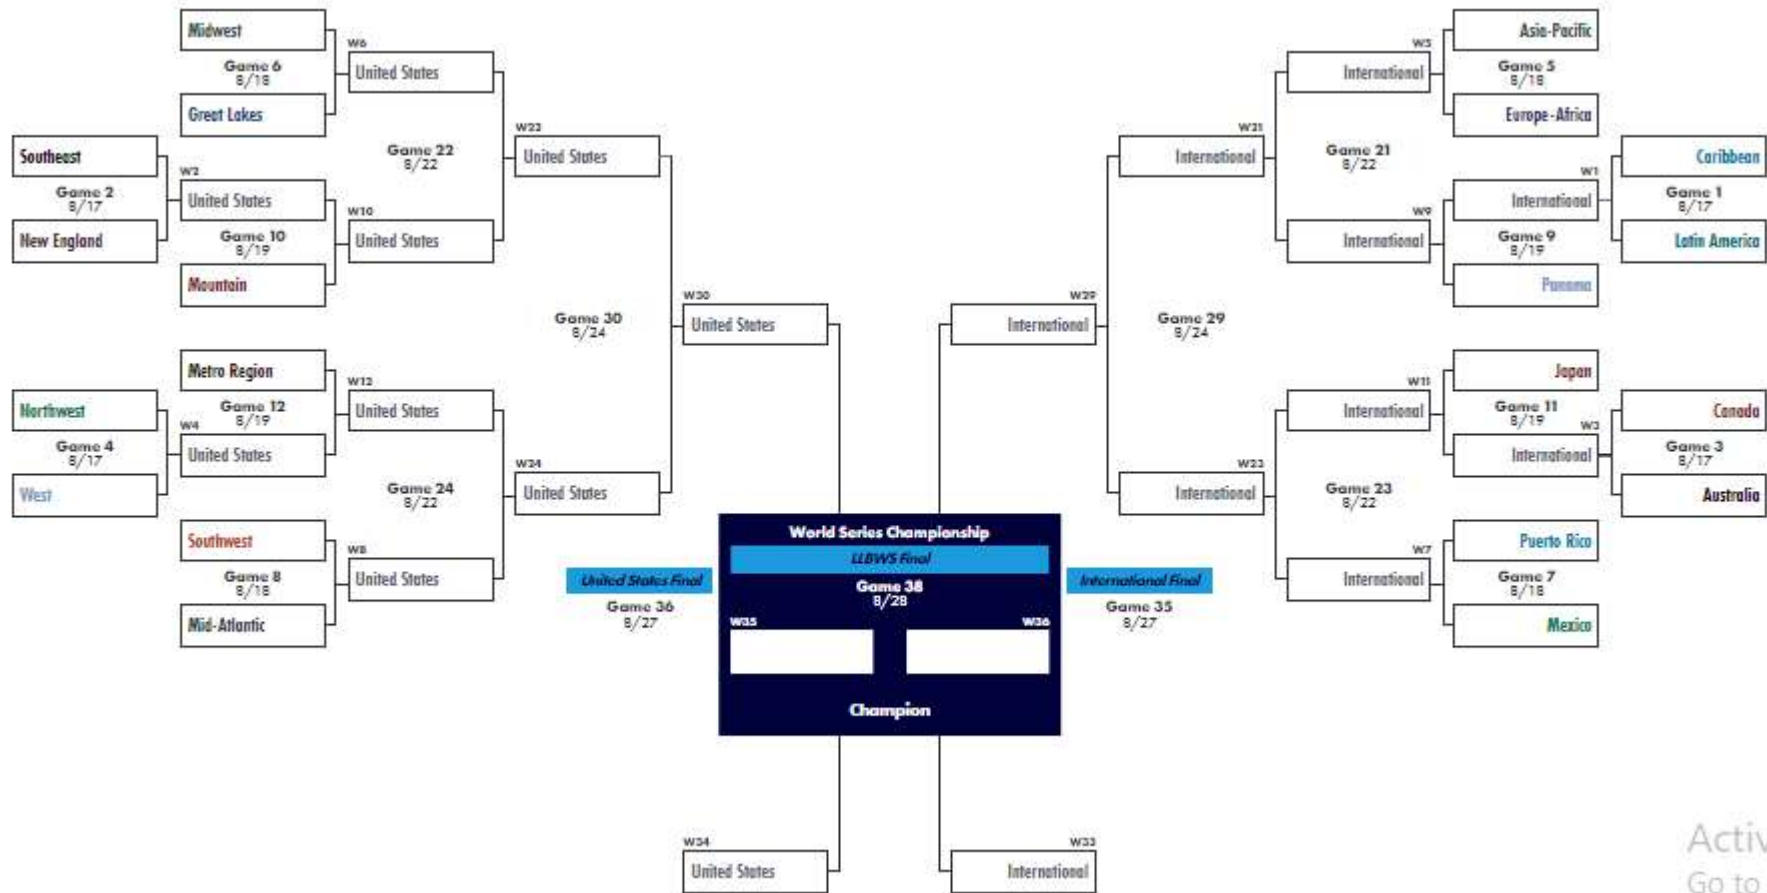 Midwest
W6
Game 6
8/18
United States
Great Lakes
Southeast
Game 2
8/17
W2
United States
New England
Game 10
8/19
Mountain
W10
United States
Game 22
8/22
W22
United States
Metro Region
W12
Game 12
8/19
United States
Northwest
Game 4
8/17
W4
United States
West
Game 24
8/22
W24
United States
Southwest
W8
Game 8
8/18
United States
Mid-Atlantic
Game 30
8/24
W30
United States
Asia-Pacific
W5
Game 5
8/18
International
Europe-Africa
W21
International
Game 21
8/22
W1
International
Caribbean
Game 1
8/17
Latin America
W9
International
Game 9
8/19
Panama
W29
International
Game 29
8/24
Japan
W11
International
Game 11
8/19
W3
International
Canada
Game 3
8/17
Australia
W23
International
Game 23
8/22
Puerto Rico
W7
International
Game 7
8/18
Mexico
World Series Championship
LLBWS Final
Game 38
8/28
W35
W36
Champion
United States Final
Game 36
8/27
International Final
Game 35
8/27
W34
United States
W33
International
Activ
Go to